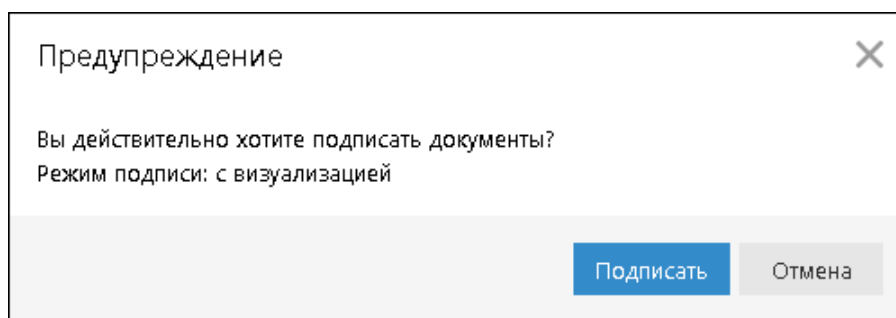 Предупреждение
Вы действительно хотите подписать документы?
Режим подписи: с визуализацией
Подписать
Отмена